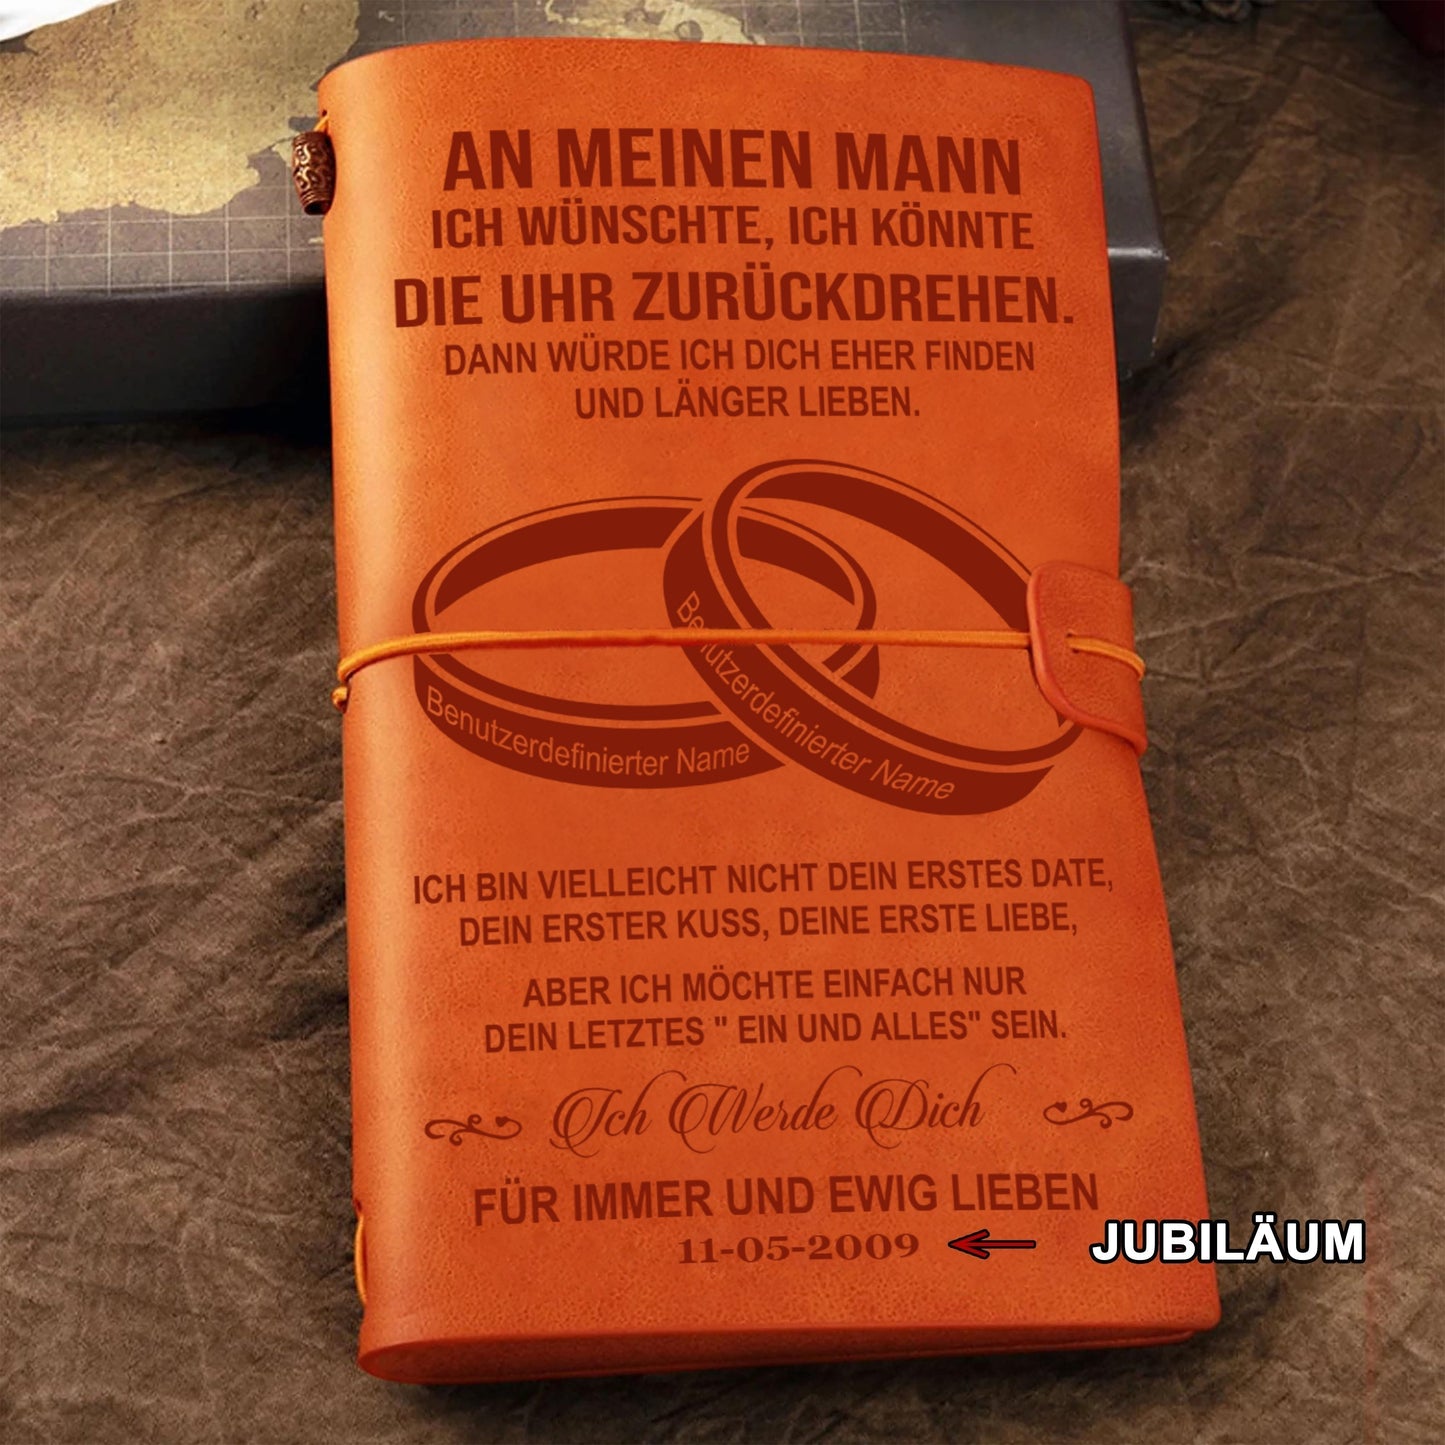 AN MEINEN MANN
ICH WÜNSCHTE, ICH KÖNNTE
DIE UHR ZURÜCKDREHEN.
DANN WÜRDE ICH DICH EHER FINDEN
UND LÄNGER LIEBEN.
Benutzerdefinierter Name
Benutzerdefinierter Name
ICH BIN VIELLEICHT NICHT DEIN ERSTES DATE,
DEIN ERSTER KUSS, DEINE ERSTE LIEBE,
ABER ICH MÖCHTE EINFACH NUR
DEIN LETZTES " EIN UND ALLES" SEIN.
Ich Werde Dich
FÜR IMMER UND EWIG LIEBEN
11-05-2009
JUBILÄUM